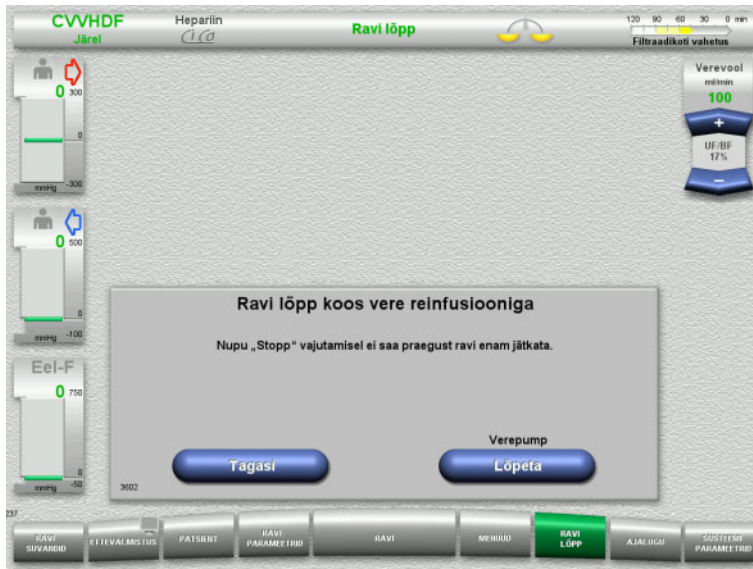 CVVHDF
Järel
Hepariin
CiCa
Ravi lõpp
120 90 60 30 0 min
Filtraadikoti vahetus
0
300
0
-300
mmHg
0
500
0
-100
mmHg
Eel-F
0
750
0
-50
mmHg
Verevool
ml/min
100
+
UF/BF
17%
−
Ravi lõpp koos vere reinfusiooniga
Nupu „Stopp“ vajutamisel ei saa praegust ravi enam jätkata.
Verepump
Tagasi
Lõpeta
3602
237
RAVI
SUVANDID
ETTEVALMISTUS
PATSIENT
RAVI
PARAMEETRID
RAVI
MENÜÜD
RAVI
LÕPP
AJALUGU
SÜSTEEMI
PARAMEETRID